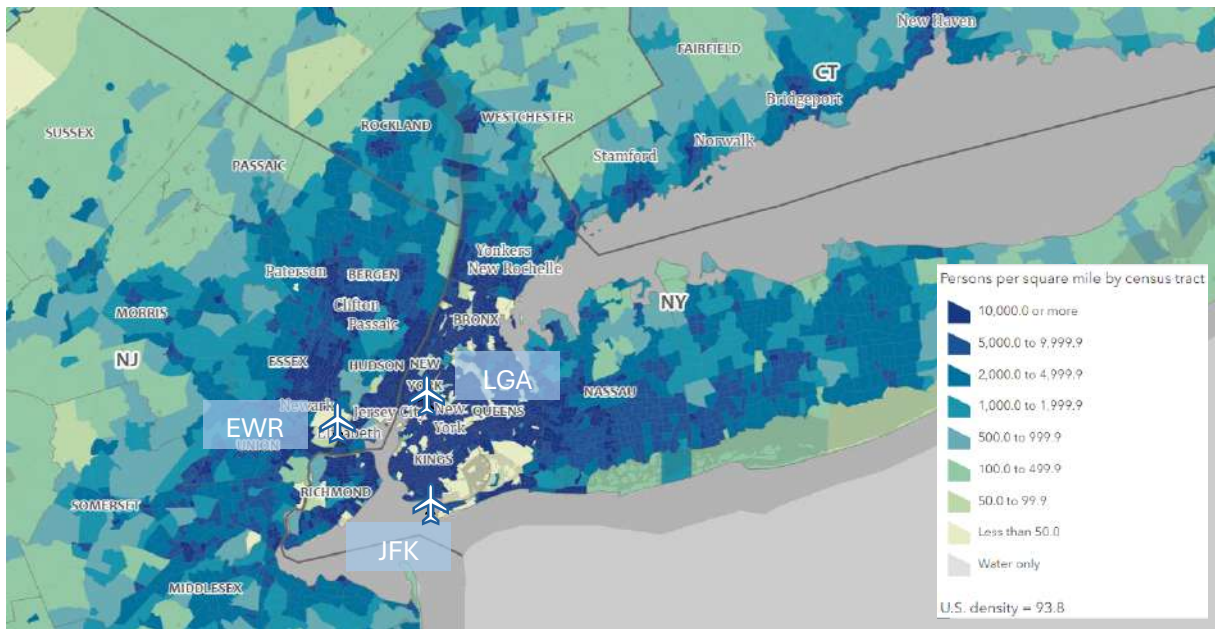 New Haven
FAIRFIELD
CT
Bridgeport
ROCKLAND
WESTCHESTER
SUSSEX
Norwalk
Stamford
PASSAIC
Yonkers
New Rochelle
Paterson
BERGEN
NY
Clifton
Passaic
MORRIS
BRONX
NJ
ESSEX
HUDSON
NEW
YORK
LGA
NASSAU
Newark
Jersey City
New
York
QUEENS
EWR
Elizabeth
UNION
KINGS
RICHMOND
SOMERSET
JFK
MIDDLESEX
Persons per square mile by census tract
10,000.0 or more
5,000.0 to 9,999.9
2,000.0 to 4,999.9
1,000.0 to 1,999.9
500.0 to 999.9
100.0 to 499.9
50.0 to 99.9
Less than 50.0
Water only
U.S. density = 93.8